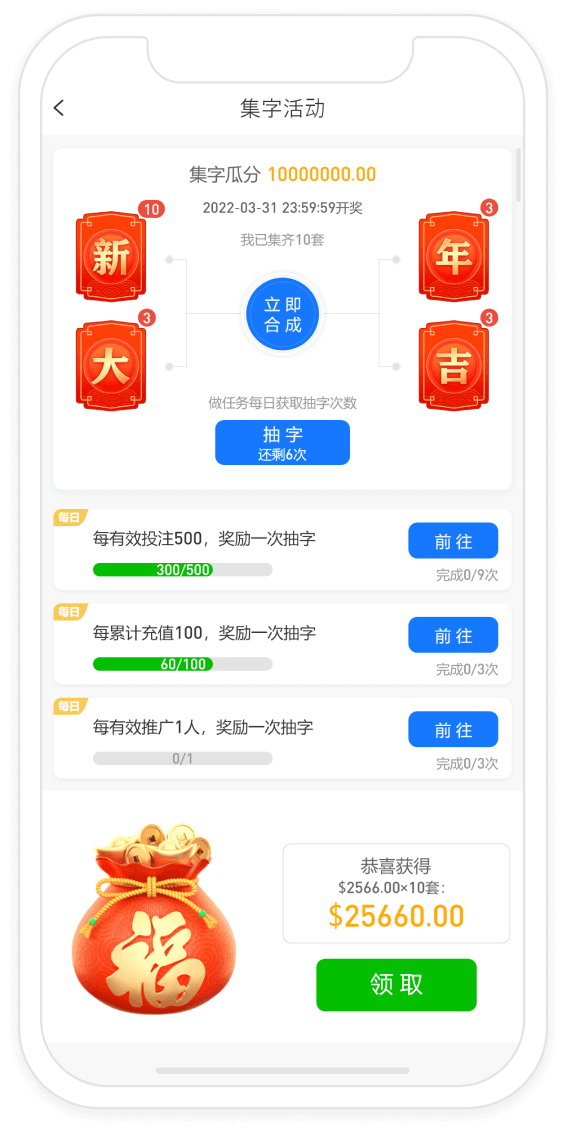 集字活动
集字瓜分 10000000.00
2022-03-31 23:59:59开奖
我已集齐10套
新
10
年
3
立即
合成
大
3
吉
3
做任务每日获取抽字次数
抽字
还剩6次
每日
每有效投注500，奖励一次抽字
前往
300/500
完成0/9次
每日
每累计充值100，奖励一次抽字
前往
60/100
完成0/3次
每日
每有效推广1人，奖励一次抽字
前往
0/1
完成0/3次
恭喜获得
$2566.00×10套：
$25660.00
福
领取